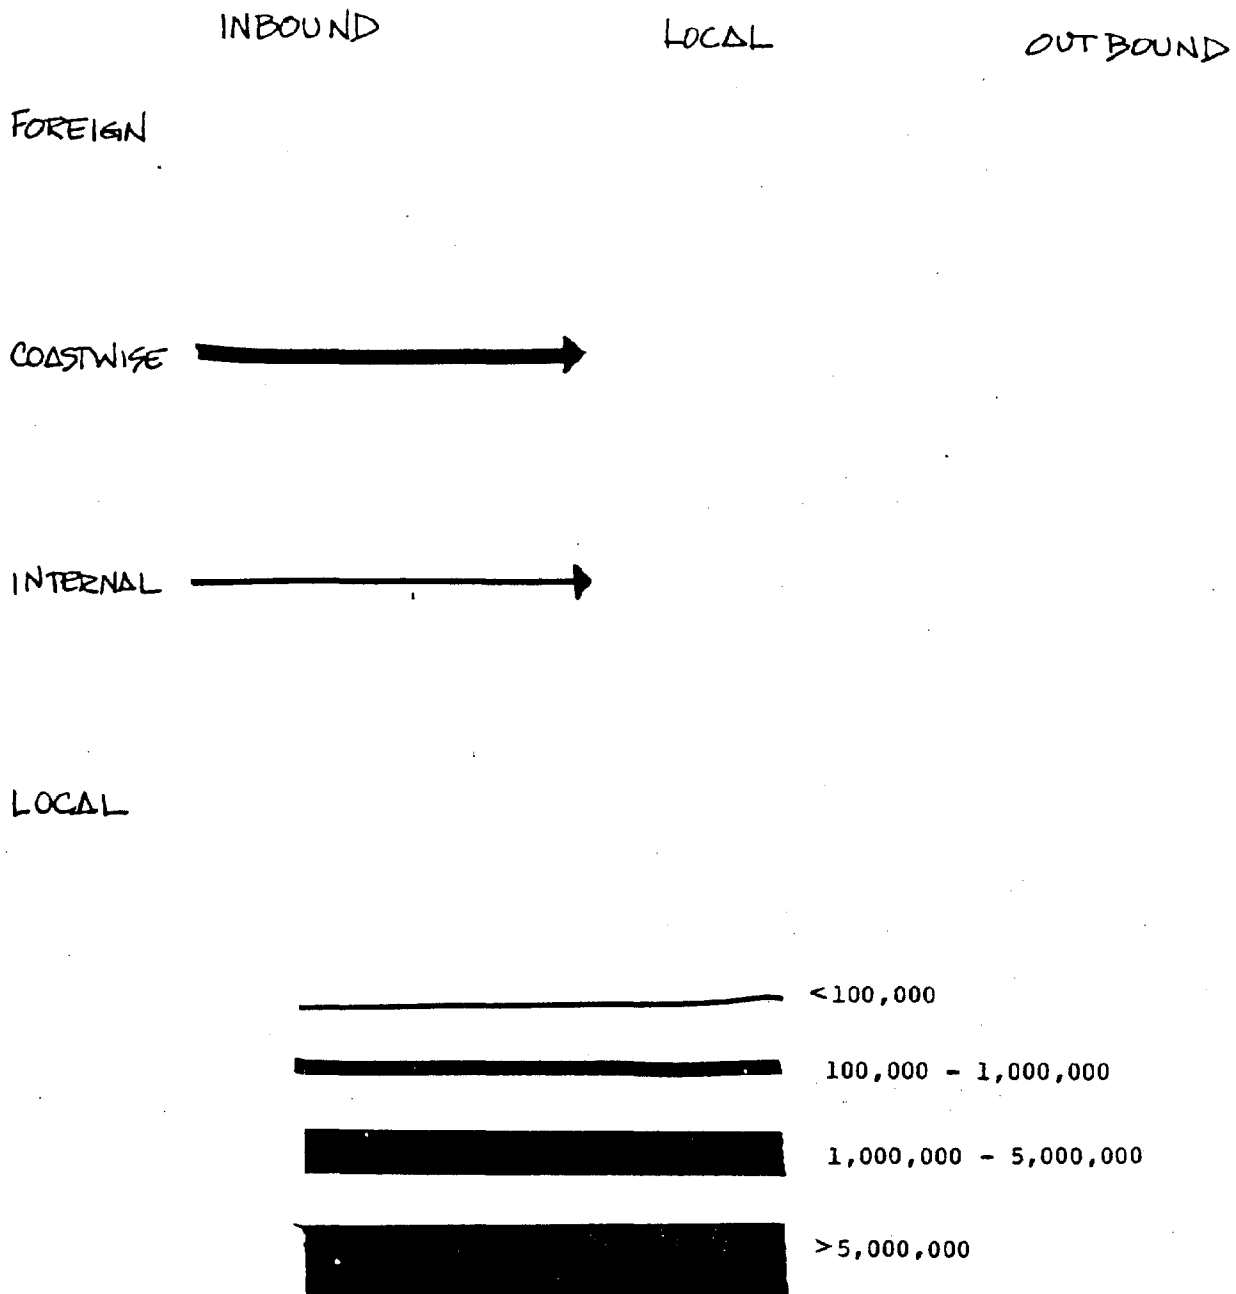 INBOUND LOCAL OUTBOUND
FOREIGN
COASTWISE
INTERNAL
LOCAL
<100,000
100,000 - 1,000,000
1,000,000 - 5,000,000
>5,000,000